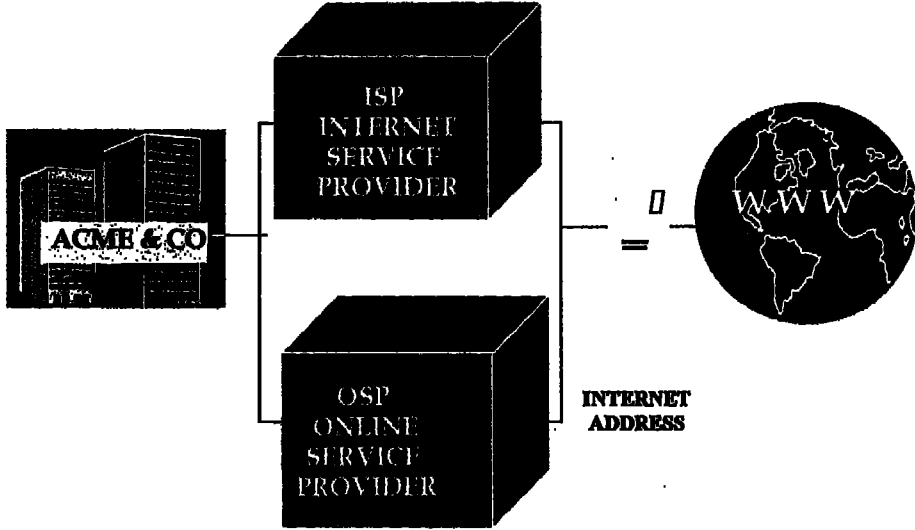 ISP
INTERNET
SERVICE
PROVIDER
ACME & CO
WWW
OSP
ONLINE
SERVICE
PROVIDER
INTERNET
ADDRESS